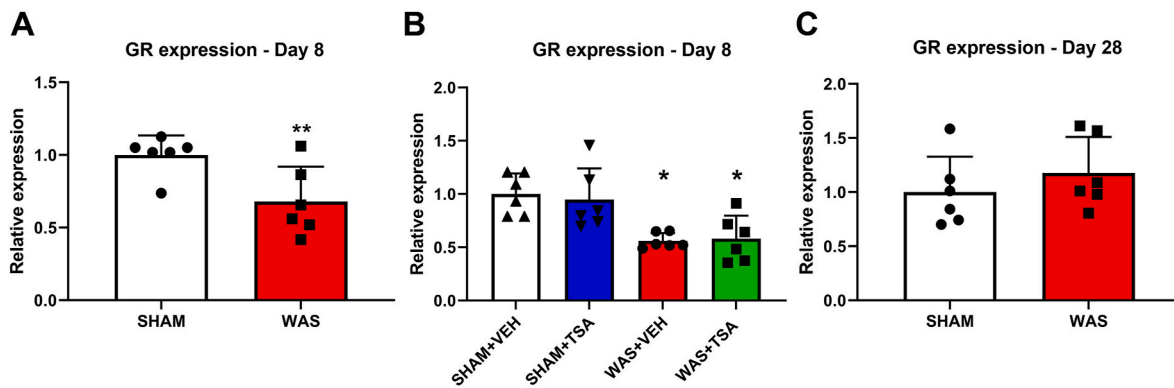 A
GR expression - Day 8
Relative expression
1.5
1.0
0.5
0.0
**
SHAM
WAS
B
GR expression - Day 8
Relative expression
2.0
1.5
1.0
0.5
0.0
*
*
SHAM+VEH
SHAM+TSA
WAS+VEH
WAS+TSA
C
GR expression - Day 28
Relative expression
2.0
1.5
1.0
0.5
0.0
SHAM
WAS